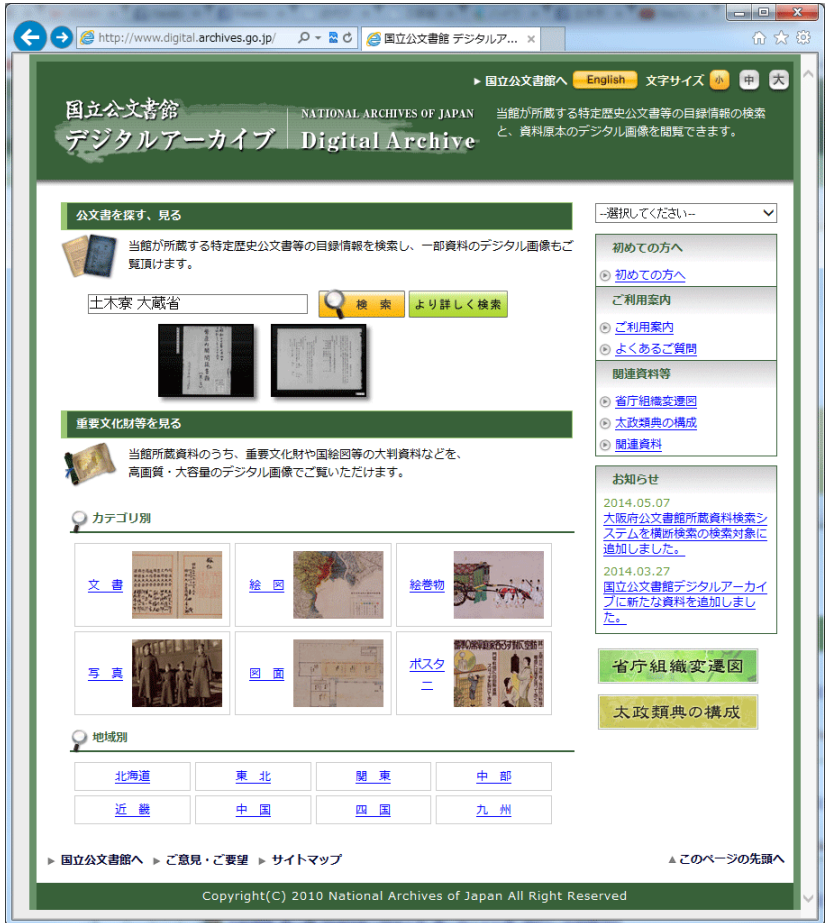 http://www.digital.archives.go.jp/
国立公文書館 デジタルア...
国立公文書館へ
English
文字サイズ
小
中
大
国立公文書館
デジタルアーカイブ
NATIONAL ARCHIVES OF JAPAN
Digital Archive
当館が所蔵する特定歴史公文書等の目録情報の検索
と、資料原本のデジタル画像を閲覧できます。
公文書を探す、見る
当館が所蔵する特定歴史公文書等の目録情報を検索し、一部資料のデジタル画像もご
覧頂けます。
土木寮 大蔵省
検 索
より詳しく検索
重要文化財等を見る
当館所蔵資料のうち、重要文化財や国絵図等の大判資料などを、
高画質・大容量のデジタル画像でご覧いただけます。
カテゴリ別
文 書
絵 図
絵巻物
写 真
図 面
ポスタ
ー
地域別
北海道
東 北
関 東
中 部
近 畿
中 国
四 国
九 州
--選択してください--
初めての方へ
初めての方へ
ご利用案内
ご利用案内
よくあるご質問
関連資料等
省庁組織変遷図
太政類典の構成
関連資料
お知らせ
2014.05.07
大阪府公文書館所蔵資料検索シ
ステムを横断検索の検索対象に
追加しました。
2014.03.27
国立公文書館デジタルアーカイ
ブに新たな資料を追加しまし
た。
省庁組織変遷図
太政類典の構成
国立公文書館へ
ご意見・ご要望
サイトマップ
このページの先頭へ
Copyright(C) 2010 National Archives of Japan All Right Reserved